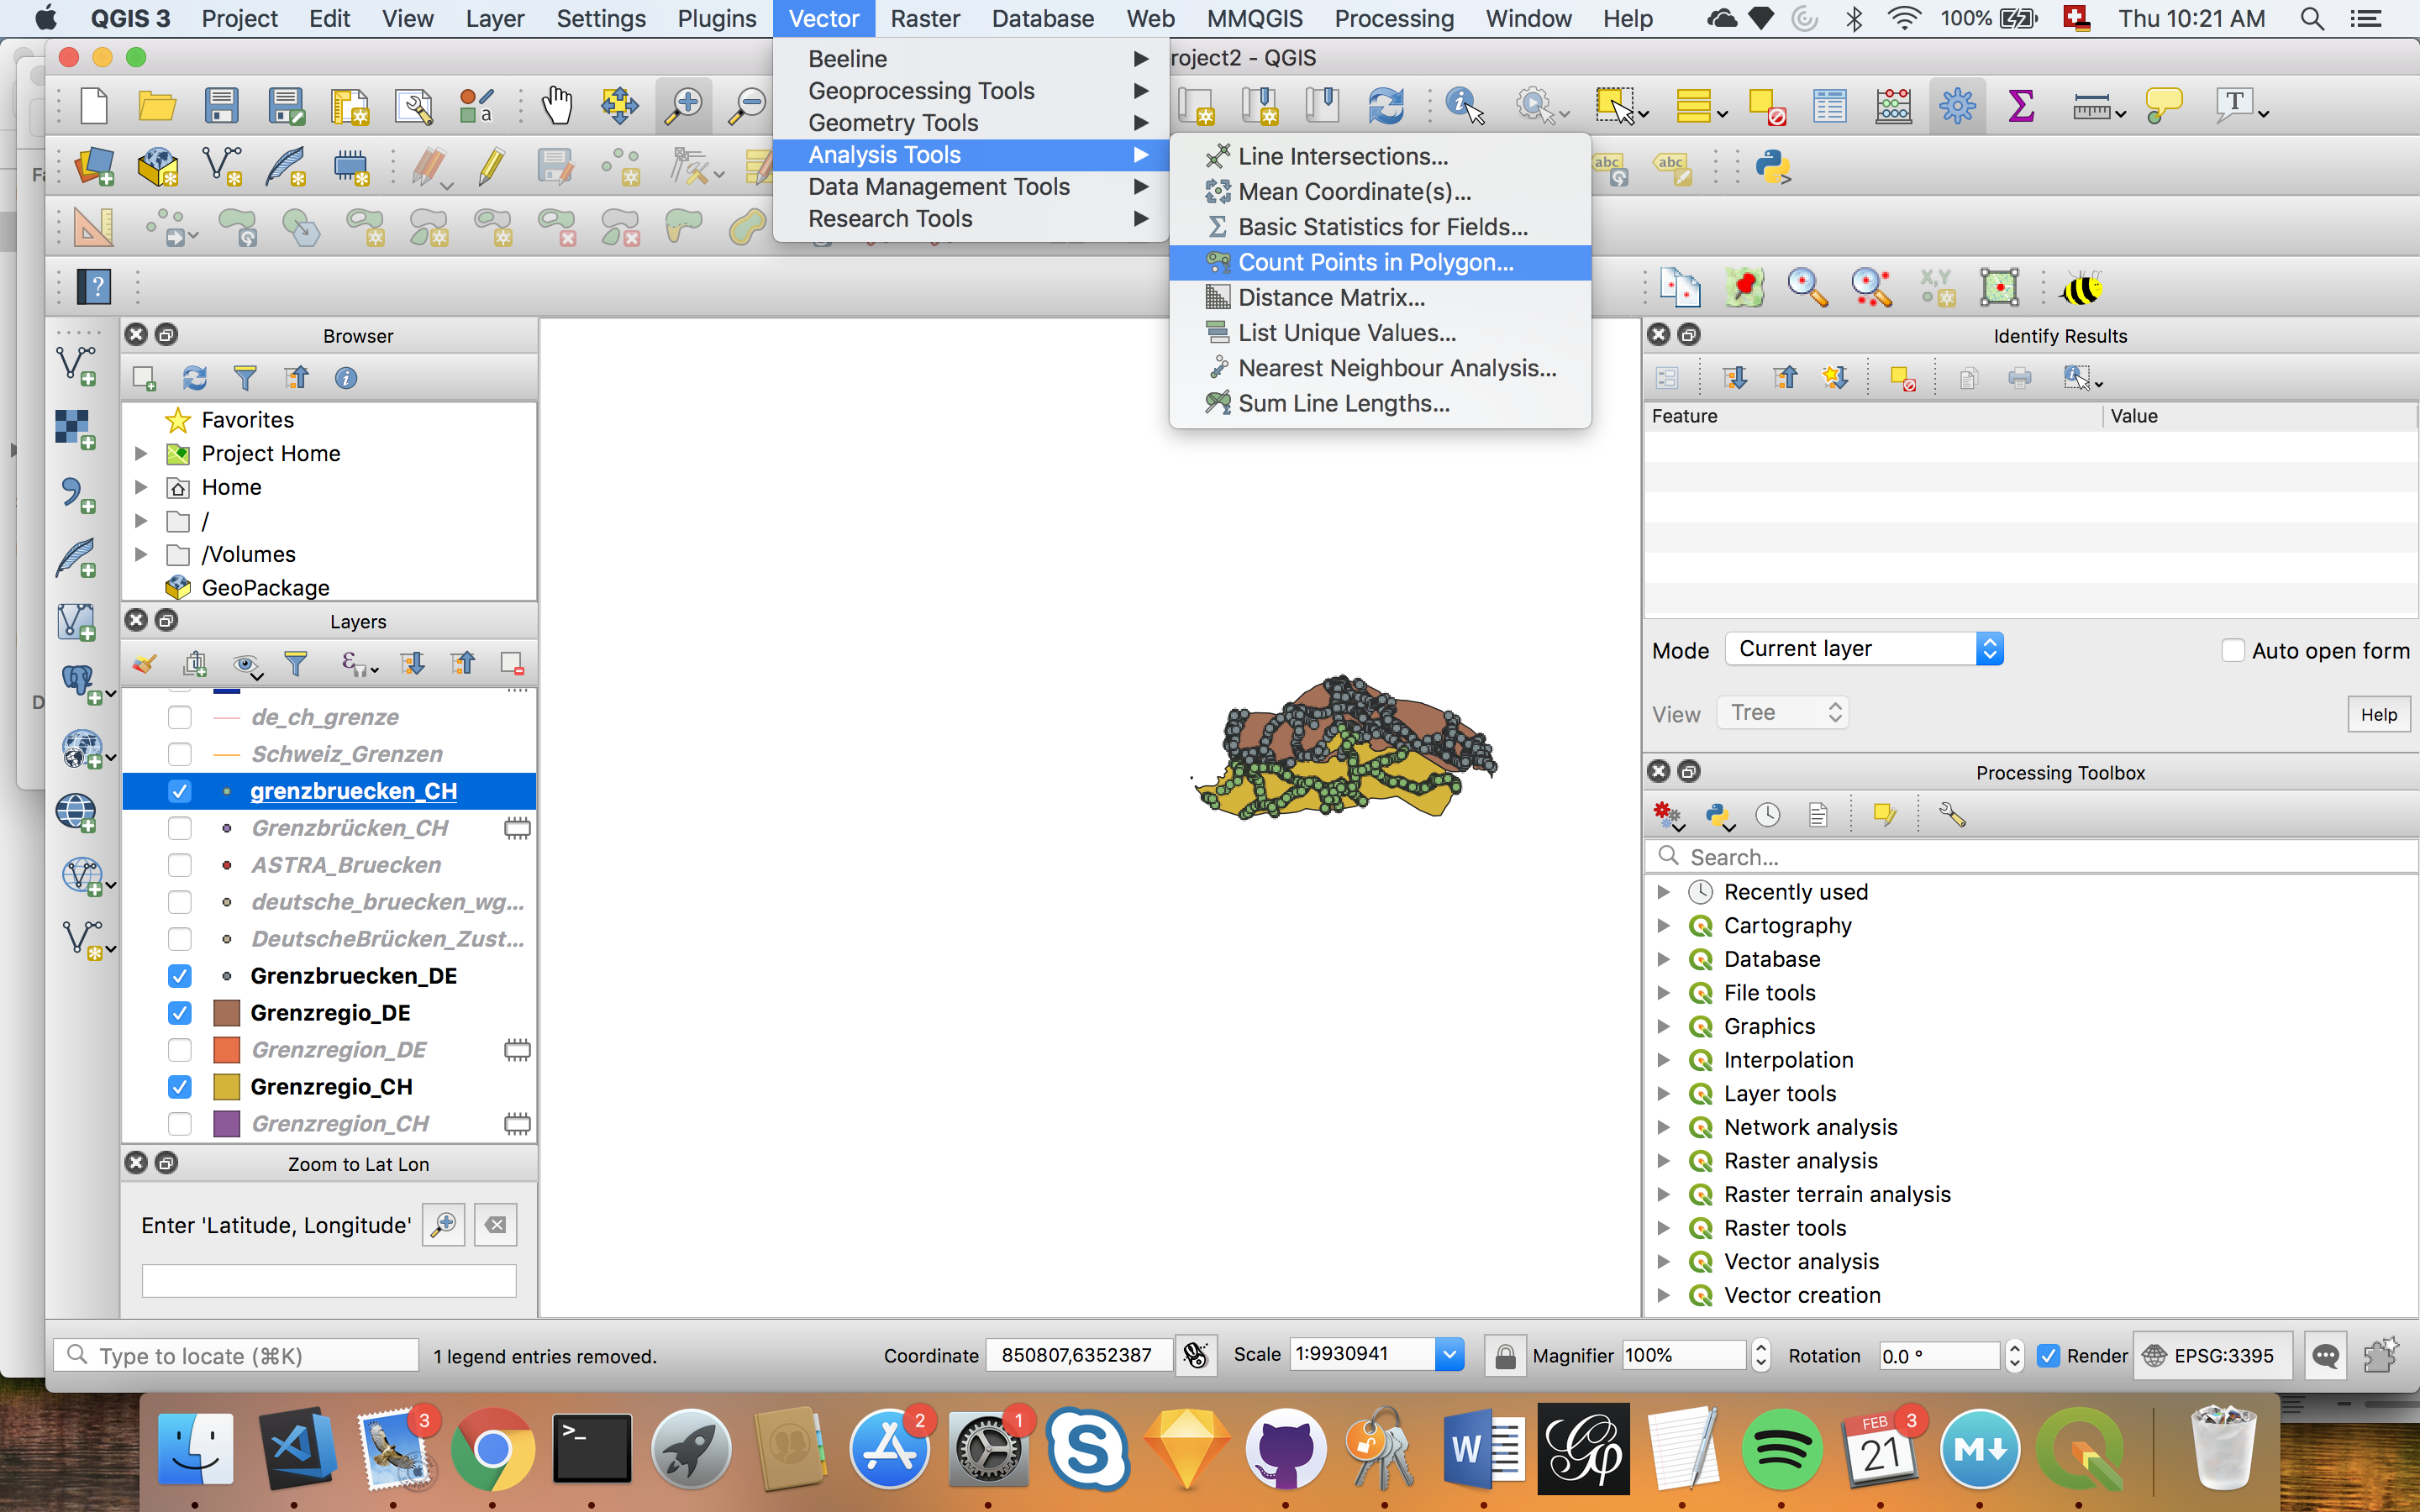 QGIS 3 Project Edit View Layer Settings Plugins Vector Raster Database Web MMQGIS Processing Window Help 100% Thu 10:21 AM
roject2 - QGIS
Beeline
Geoprocessing Tools
Geometry Tools
Analysis Tools
Data Management Tools
Research Tools
Line Intersections...
Mean Coordinate(s)...
Basic Statistics for Fields...
Count Points in Polygon...
Distance Matrix...
List Unique Values...
Nearest Neighbour Analysis...
Sum Line Lengths...
a
T
abc
abc
X,Y
Browser
Favorites
Project Home
Home
/
/Volumes
GeoPackage
Layers
de_ch_grenze
Schweiz_Grenzen
grenzbruecken_CH
Grenzbrücken_CH
ASTRA_Bruecken
deutsche_bruecken_wg...
DeutscheBrücken_Zust...
Grenzbruecken_DE
Grenzregio_DE
Grenzregion_DE
Grenzregio_CH
Grenzregion_CH
Zoom to Lat Lon
Enter 'Latitude, Longitude'
Identify Results
Feature Value
Mode Current layer Auto open form
View Tree Help
Processing Toolbox
Search...
Recently used
Cartography
Database
File tools
Graphics
Interpolation
Layer tools
Network analysis
Raster analysis
Raster terrain analysis
Raster tools
Vector analysis
Vector creation
Type to locate (⌘K) 1 legend entries removed. Coordinate 850807,6352387 Scale 1:9930941 Magnifier 100% Rotation 0.0 ° Render EPSG:3395
3
2
1
FEB
21
3